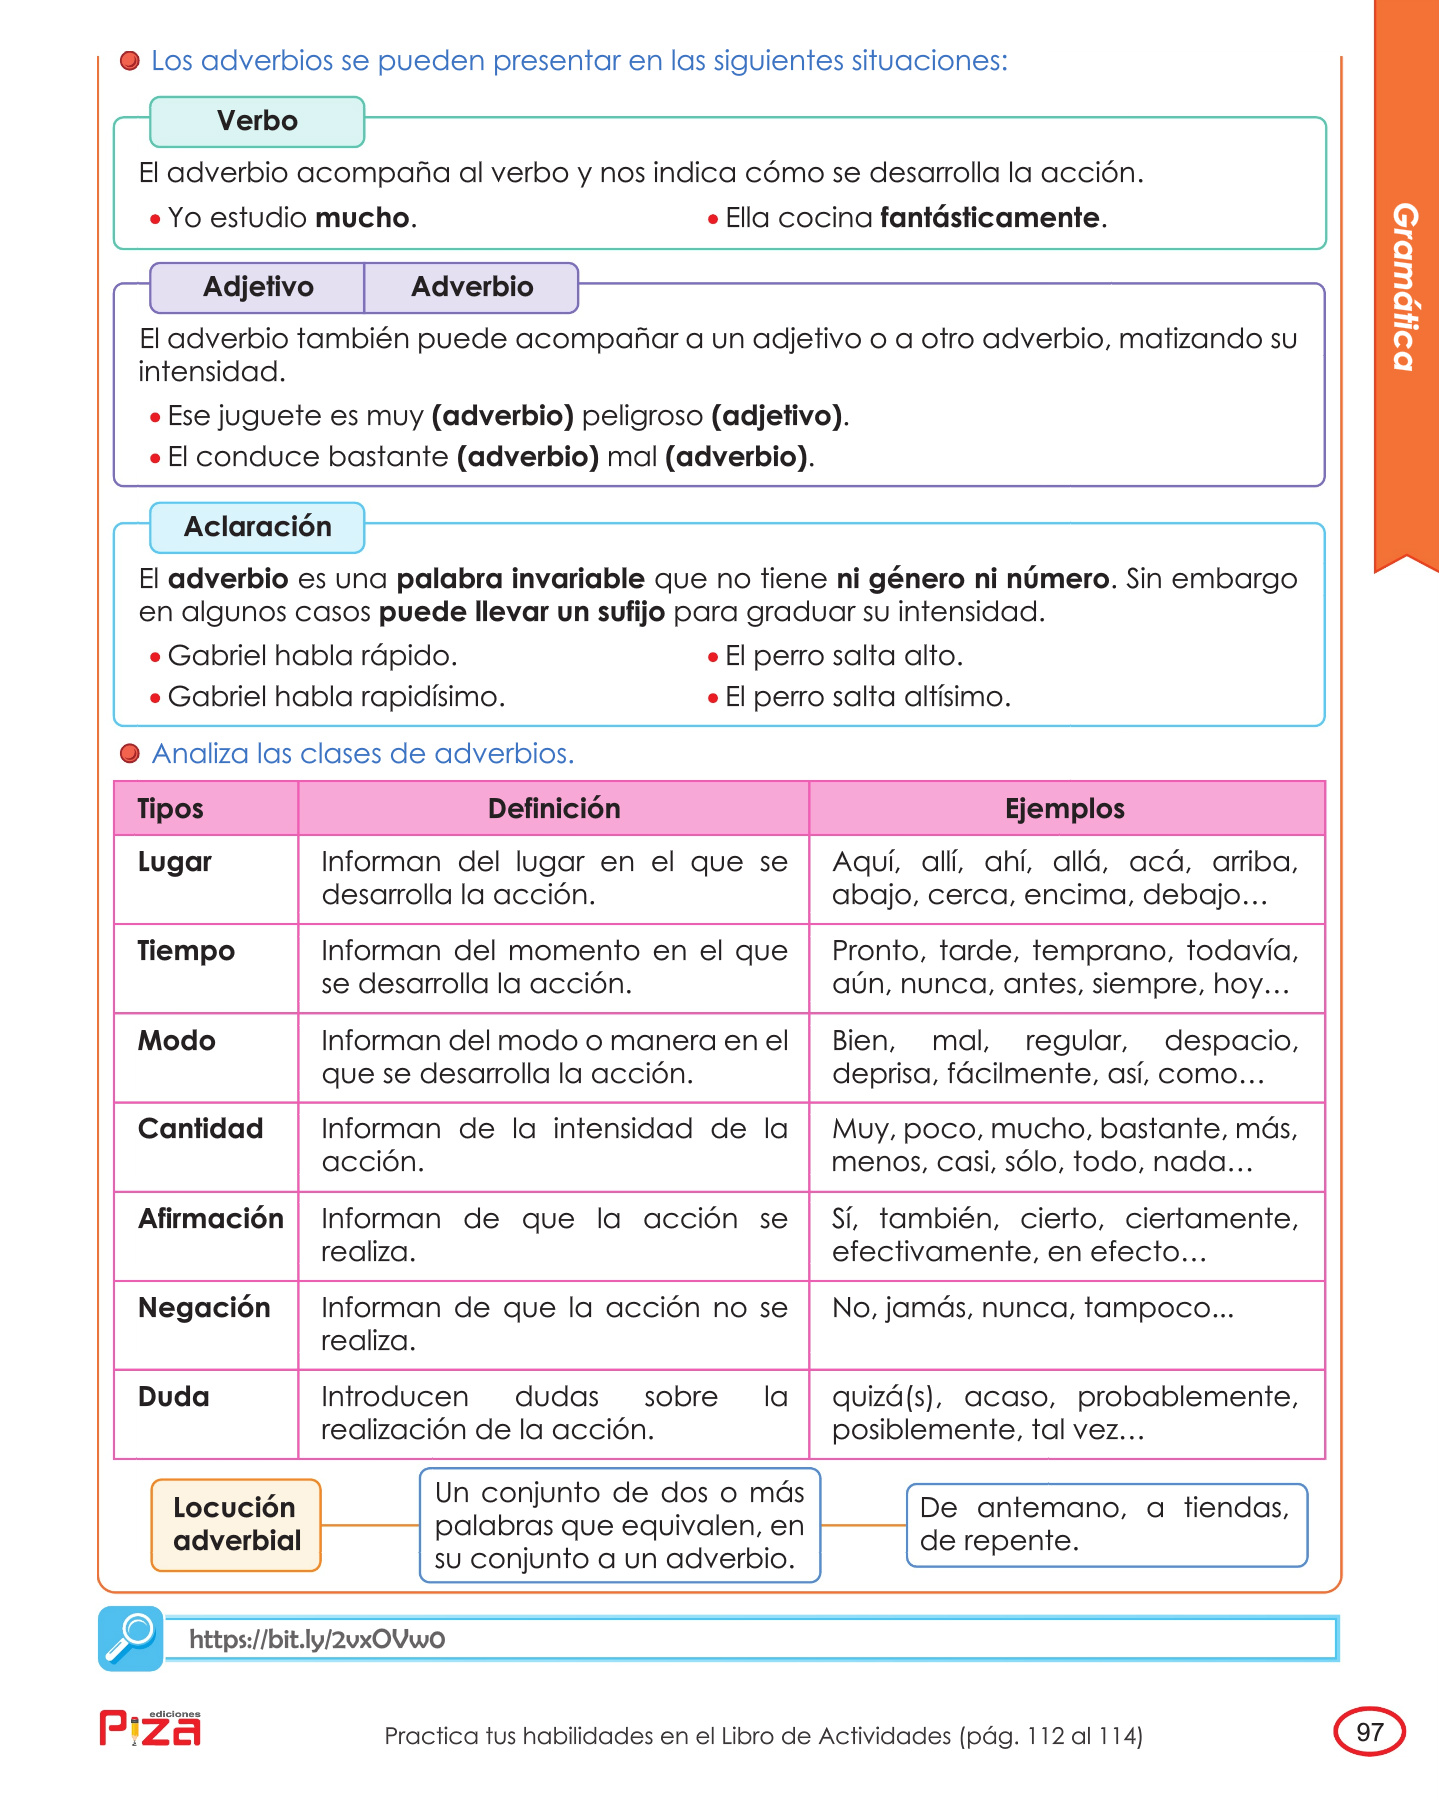 Los adverbios se pueden presentar en las siguientes situaciones:
Verbo
El adverbio acompaña al verbo y nos indica cómo se desarrolla la acción.
Yo estudio mucho.
Ella cocina fantásticamente.
Adjetivo
Adverbio
El adverbio también puede acompañar a un adjetivo o a otro adverbio, matizando su
intensidad.
Ese juguete es muy (adverbio) peligroso (adjetivo).
El conduce bastante (adverbio) mal (adverbio).
Aclaración
El adverbio es una palabra invariable que no tiene ni género ni número. Sin embargo
en algunos casos puede llevar un sufijo para graduar su intensidad.
Gabriel habla rápido.
El perro salta alto.
Gabriel habla rapidísimo.
El perro salta altísimo.
Analiza las clases de adverbios.
Tipos
Definición
Ejemplos
Lugar
Informan del lugar en el que se
desarrolla la acción.
Aquí, allí, ahí, allá, acá, arriba,
abajo, cerca, encima, debajo...
Tiempo
Informan del momento en el que
se desarrolla la acción.
Pronto, tarde, temprano, todavía,
aún, nunca, antes, siempre, hoy...
Modo
Informan del modo o manera en el
que se desarrolla la acción.
Bien, mal, regular, despacio,
deprisa, fácilmente, así, como...
Cantidad
Informan de la intensidad de la
acción.
Muy, poco, mucho, bastante, más,
menos, casi, sólo, todo, nada...
Afirmación
Informan de que la acción se
realiza.
Sí, también, cierto, ciertamente,
efectivamente, en efecto...
Negación
Informan de que la acción no se
realiza.
No, jamás, nunca, tampoco...
Duda
Introducen dudas sobre la
realización de la acción.
quizá(s), acaso, probablemente,
posiblemente, tal vez...
Locución
adverbial
Un conjunto de dos o más
palabras que equivalen, en
su conjunto a un adverbio.
De antemano, a tiendas,
de repente.
https://bit.ly/2vxOVw0
ediciones
Piza
Practica tus habilidades en el Libro de Actividades (pág. 112 al 114)
97
Gramática